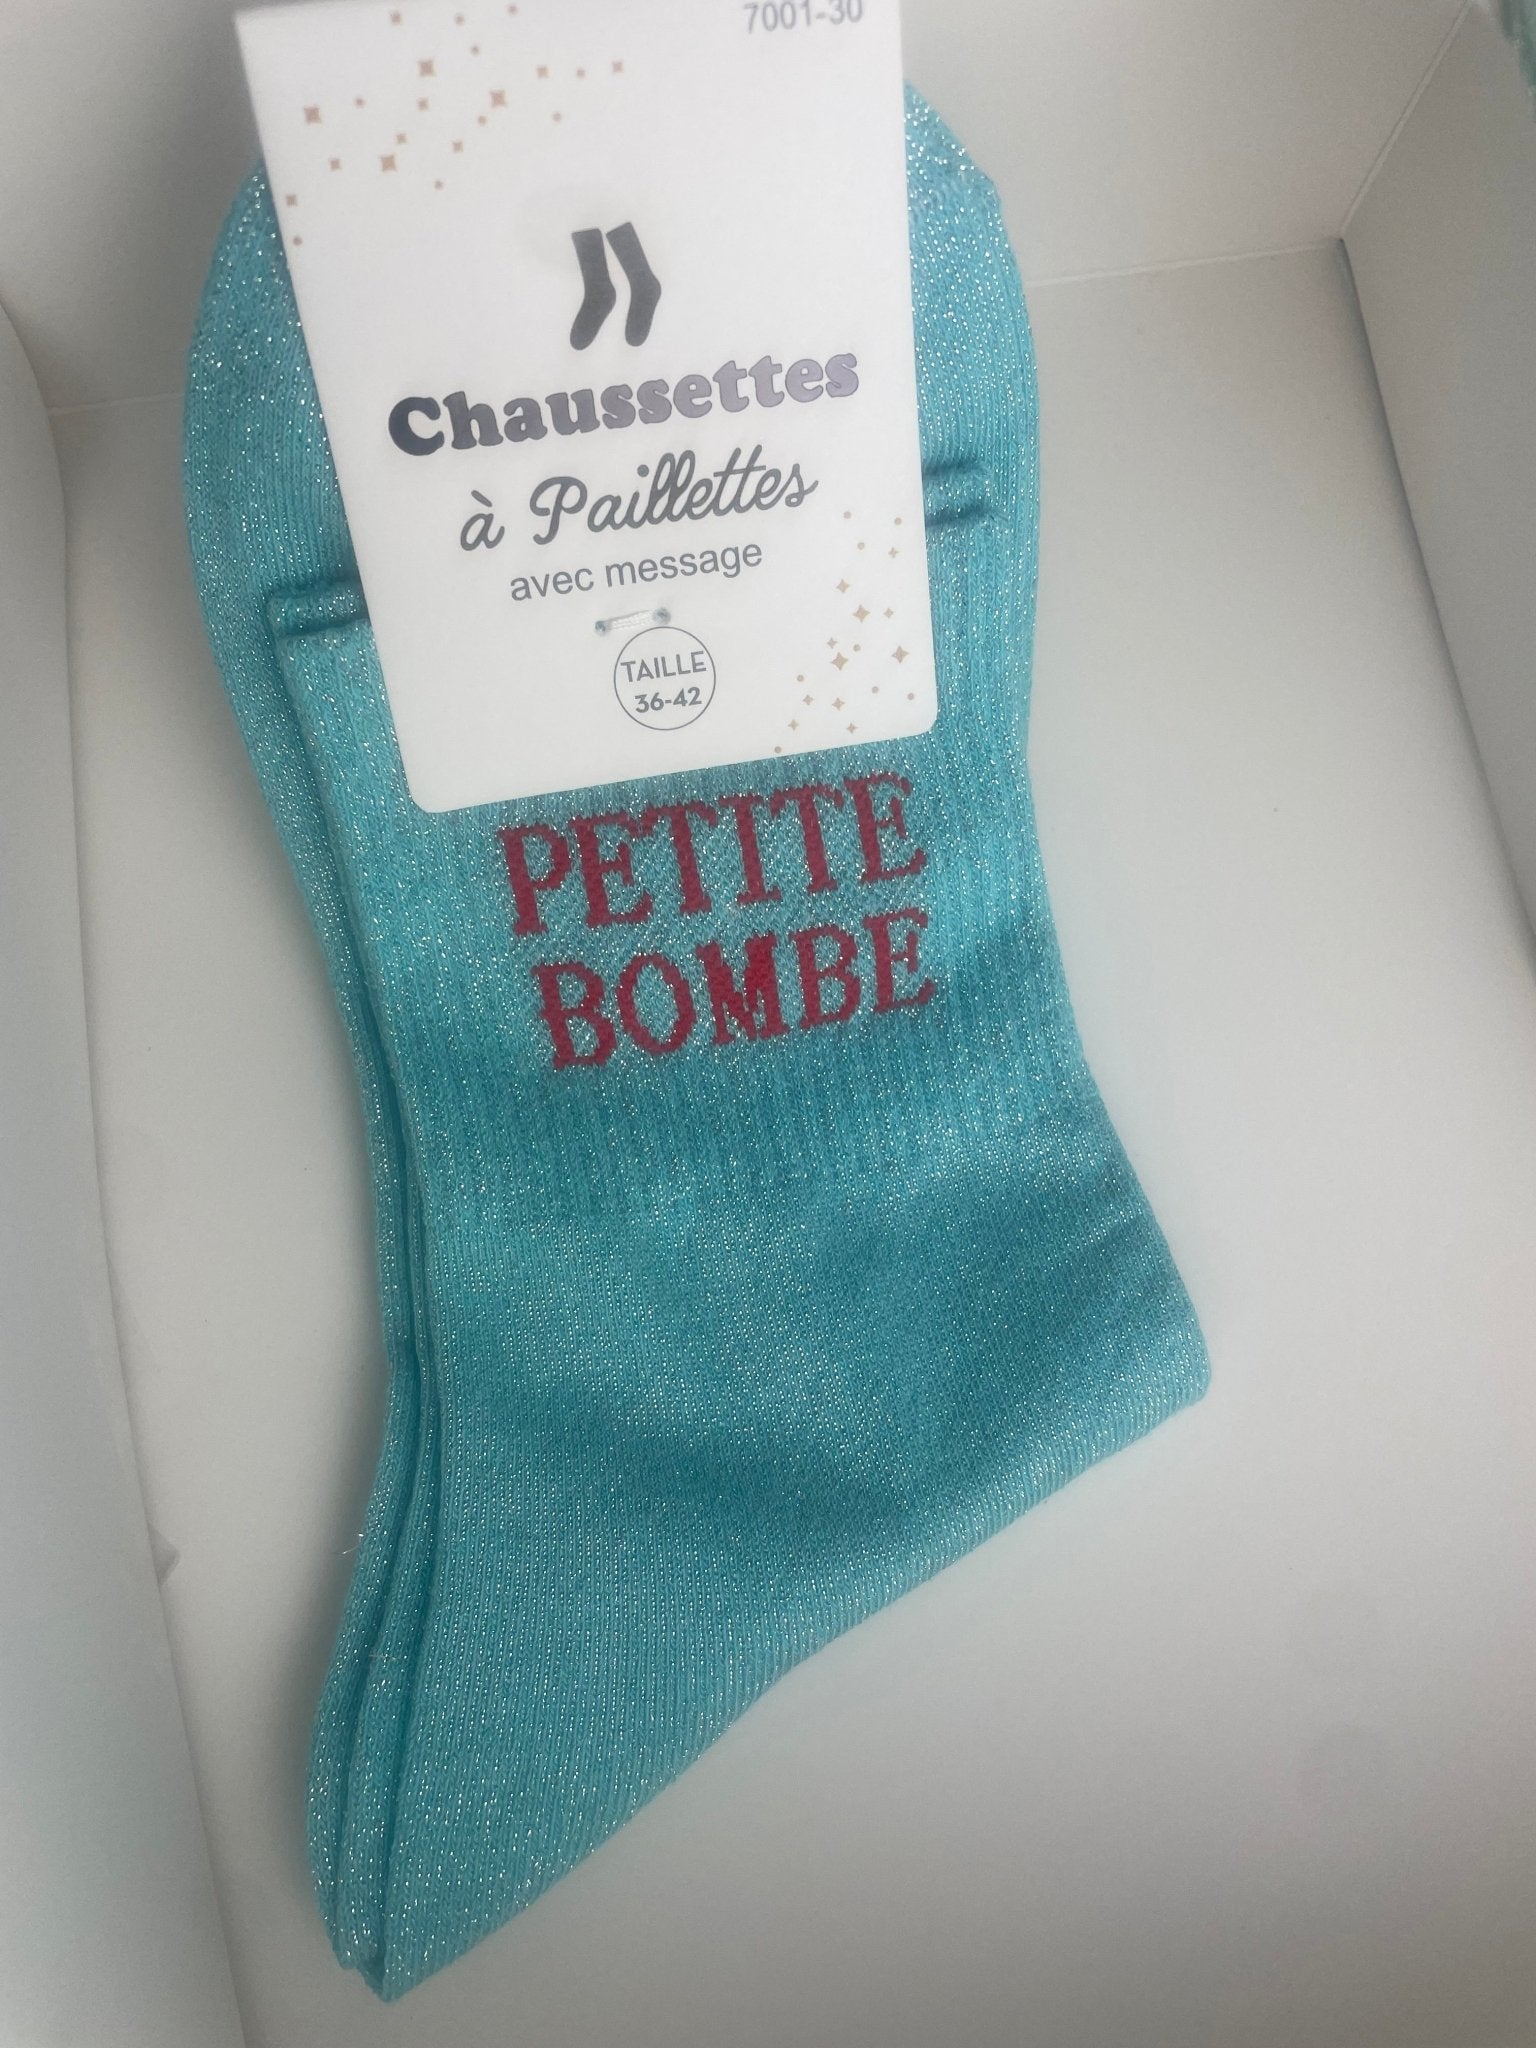 7001-30
Chaussettes
à Paillettes
avec message
TAILLE
36-42
PETITE
BOMBE